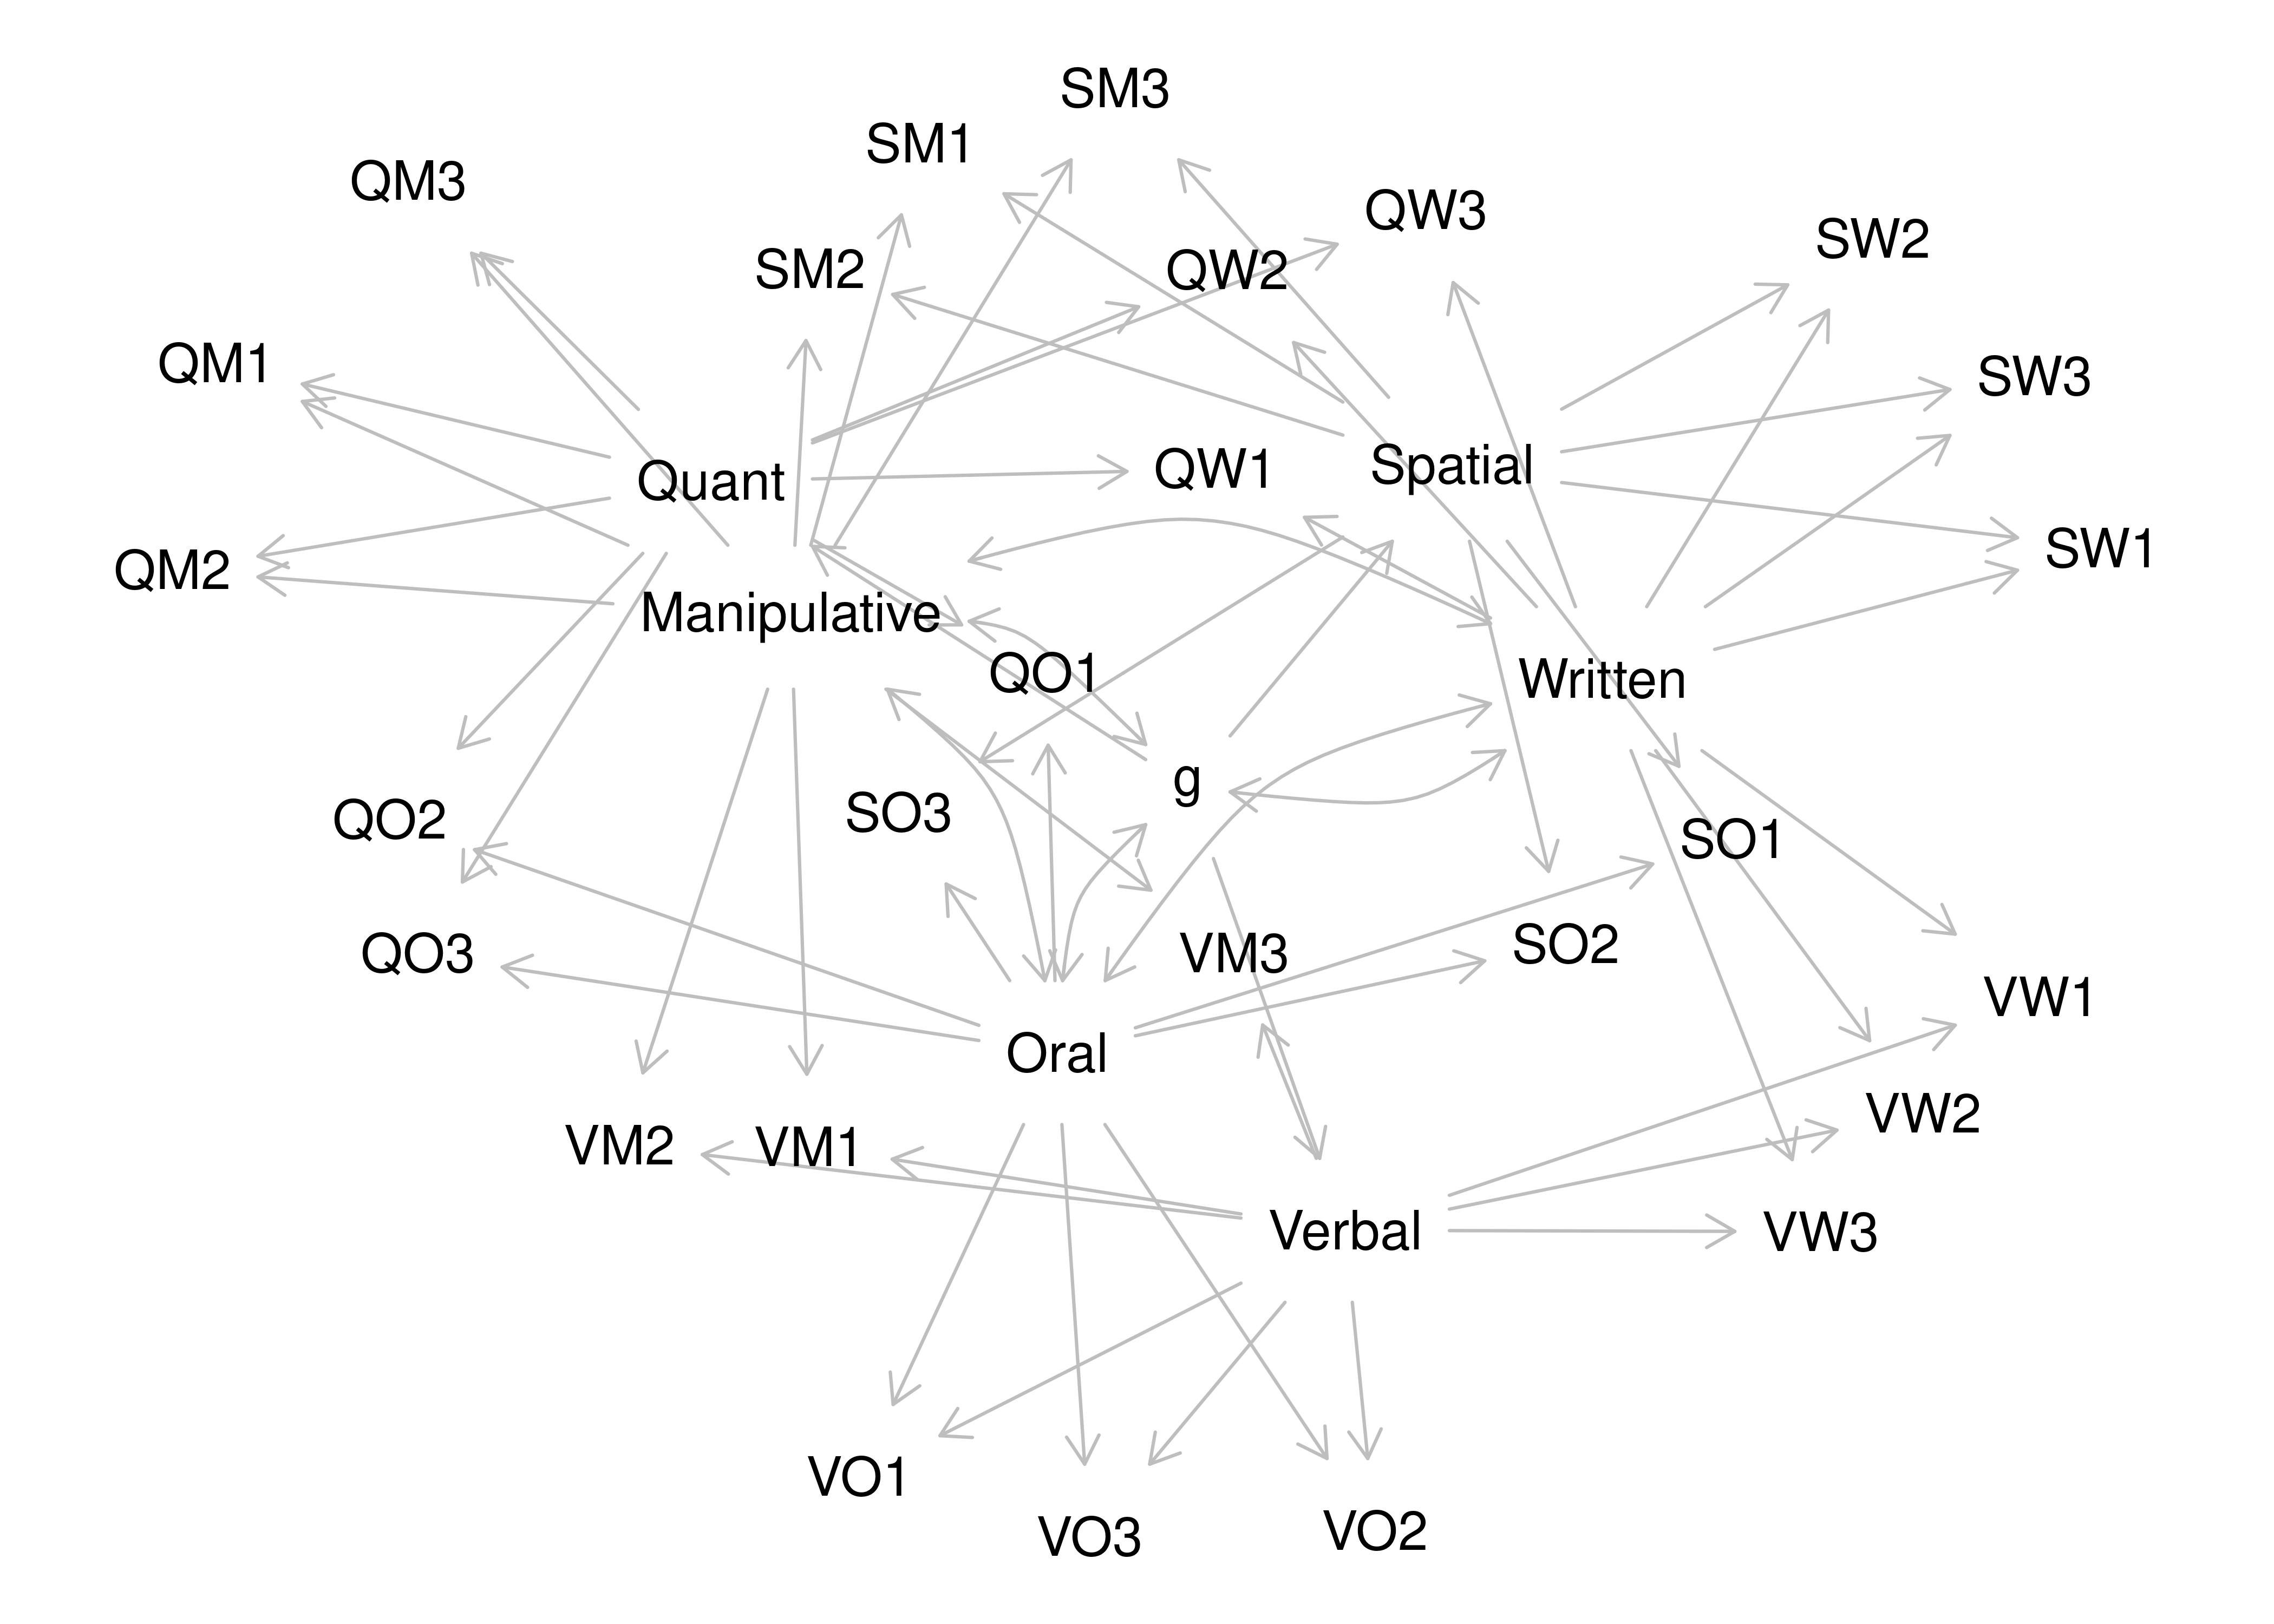 SM3
SM1
QM3
QW3
SW2
SM2
QW2
QM1
SW3
Quant
QW1
Spatial
SW1
QM2
Manipulative
QO1
Written
g
SO3
QO2
SO1
SO2
QO3
VM3
VW1
Oral
VW2
VM2
VM1
Verbal
VW3
VO1
VO3
VO2